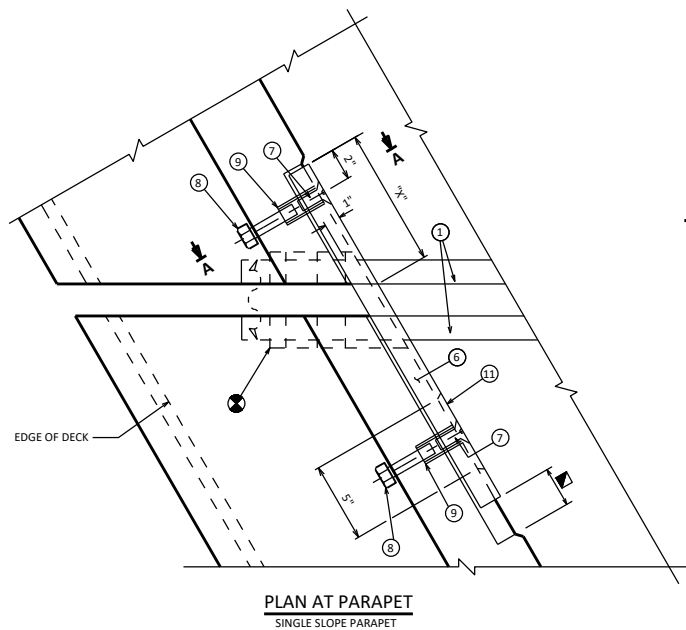 7
9
8
2"
A
"X"
1"
A
1
6
11
EDGE OF DECK
7
5"
9
8
PLAN AT PARAPET
SINGLE SLOPE PARAPET